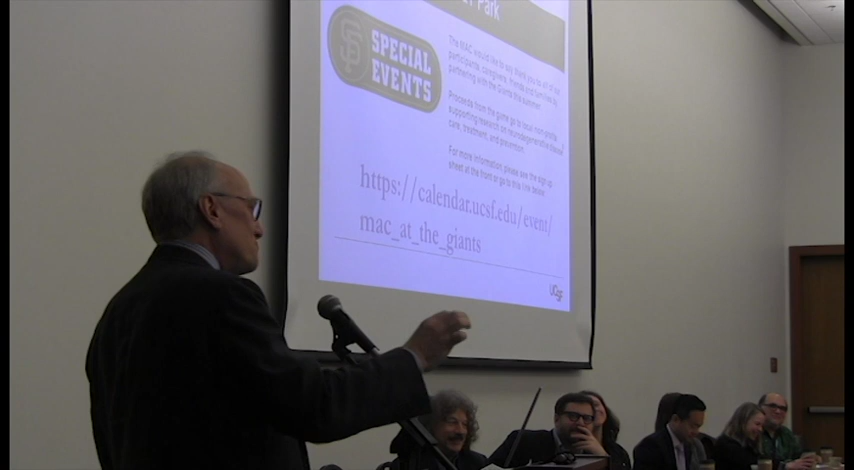 Park
SF
SPECIAL
EVENTS
The MAC would like to say thank you to all of our
participants, caregivers, friends and families by
partnering with the Giants this summer.
Proceeds from the game go to local non-profits
supporting research on neurodegenerative disease
care, treatment, and prevention.
For more information, please see the sign up
sheet at the front or go to this link below
https://calendar.ucsf.edu/event/
mac_at_the_giants
UCSF